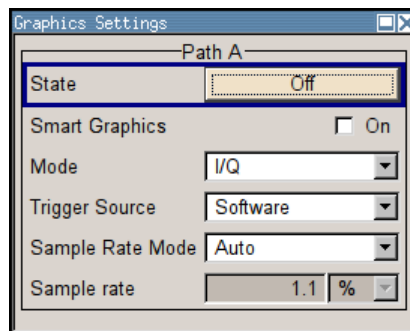 Graphics Settings
Path A
State Off
Smart Graphics On
Mode I/Q
Trigger Source Software
Sample Rate Mode Auto
Sample rate 1.1 %